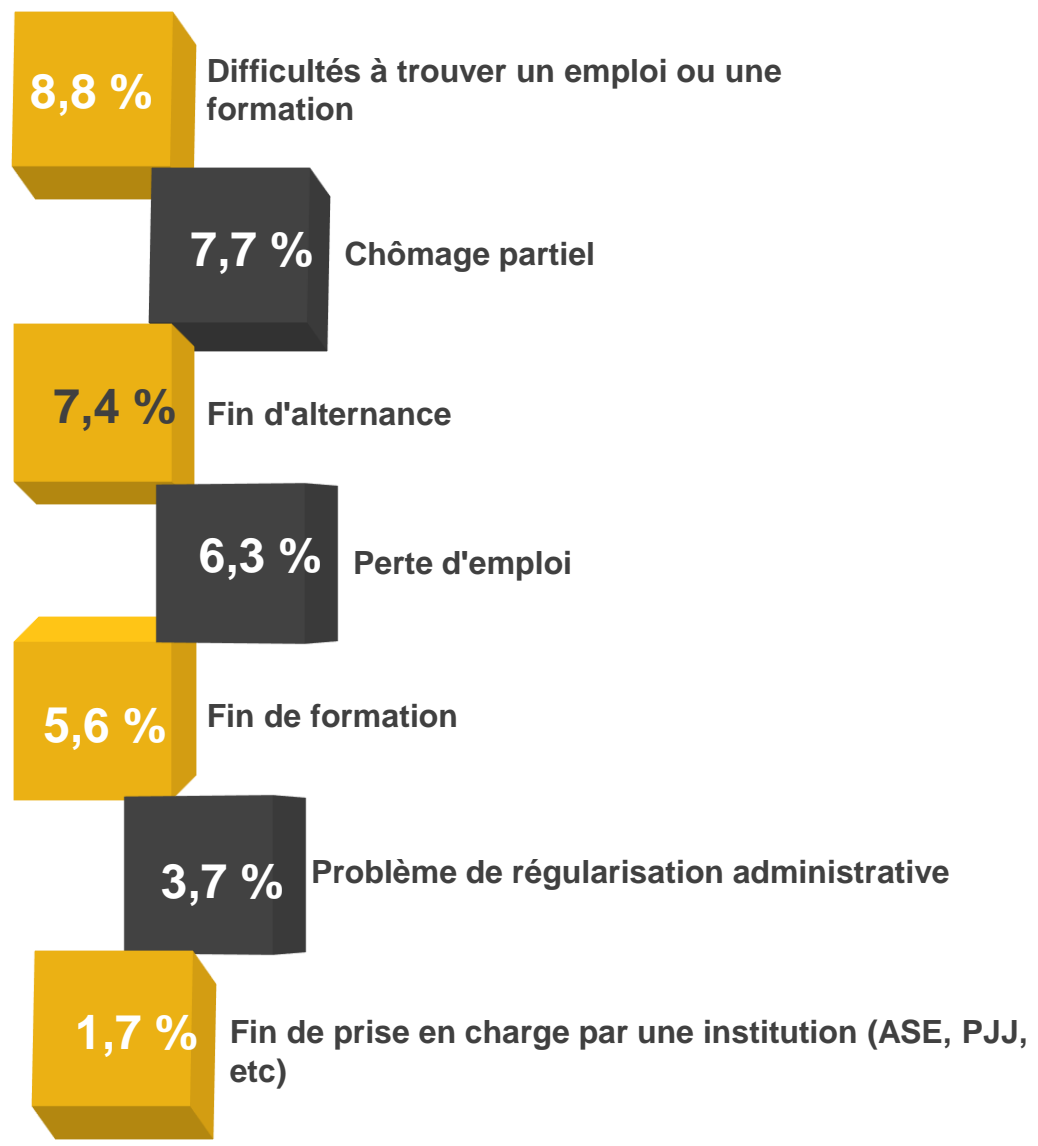 8,8 %
Difficultés à trouver un emploi ou une
formation
7,7 %
Chômage partiel
7,4 %
Fin d'alternance
6,3 %
Perte d'emploi
5,6 %
Fin de formation
3,7 %
Problème de régularisation administrative
1,7 %
Fin de prise en charge par une institution (ASE, PJJ,
etc)